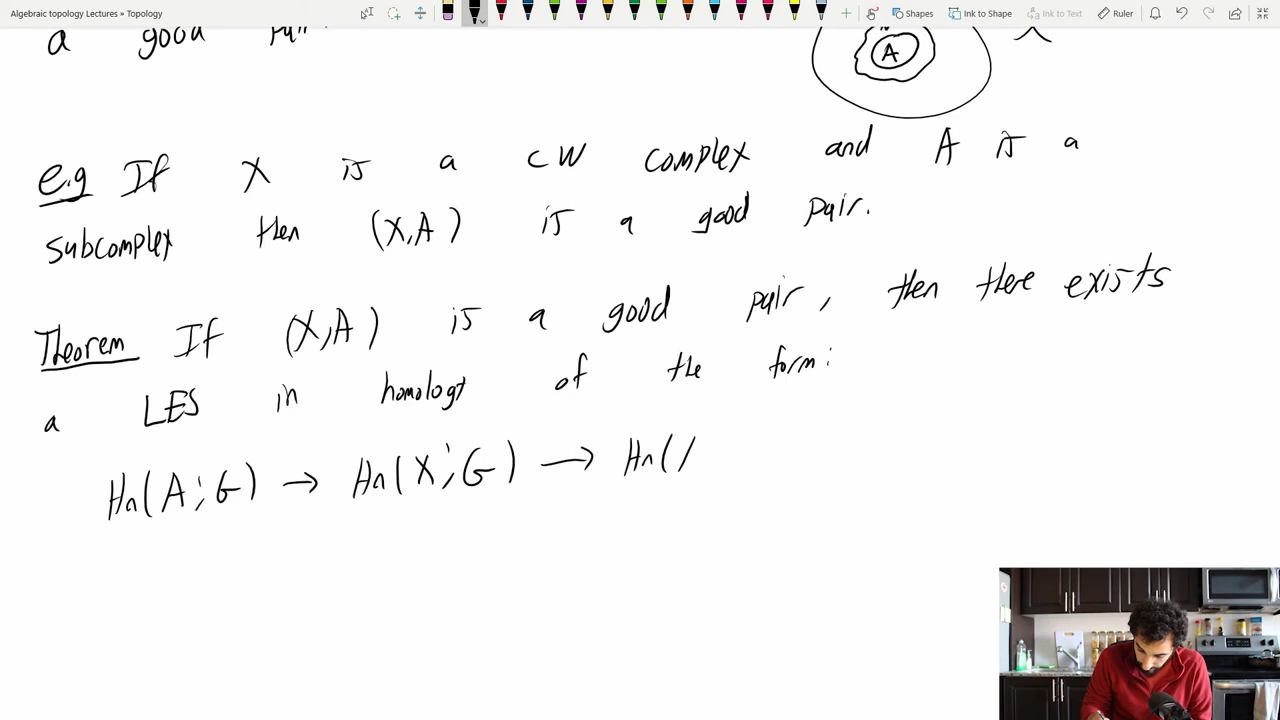 Algebraic topology Lectures - Topology
Shapes Ink to Shape Ink to Text Ruler
a good pair
A X
e.g If X is a CW complex and A is a
subcomplex then (X,A) is a good pair.
Theorem If (X,A) is a good pair, then there exists
a LES in homology of the form:
Hn(A;G) → Hn(X;G) → Hn(/